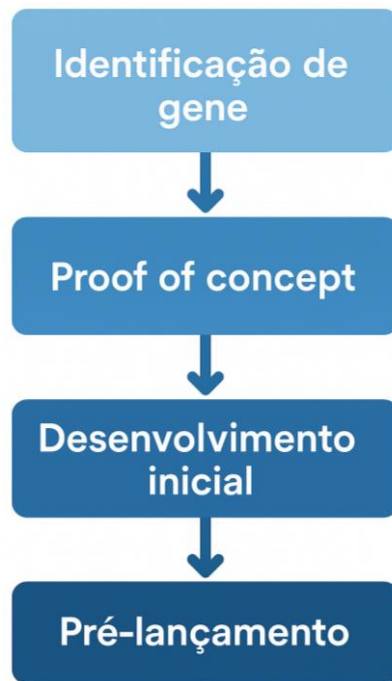 Identificação de
gene
Proof of concept
Desenvolvimento
inicial
Pré-lançamento